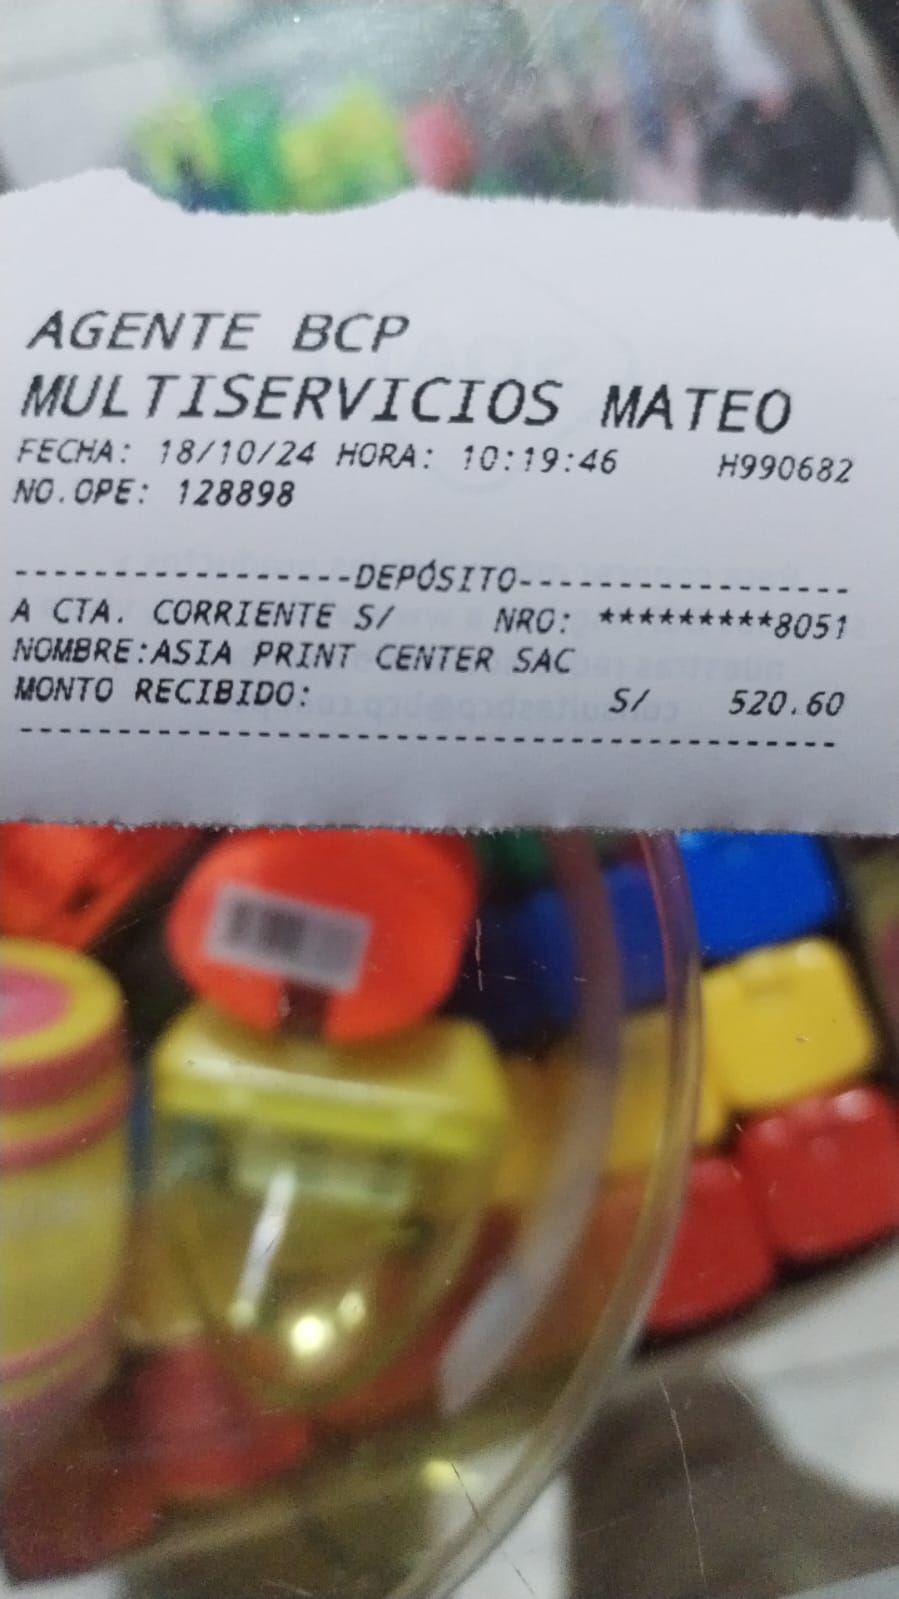 AGENTE BCP
MULTISERVICIOS MATEO
FECHA: 18/10/24 HORA: 10:19:46 H990682
NO.OPE: 128898
-----------------DEPÓSITO-----------------
A CTA. CORRIENTE S/ NRO: *********8051
NOMBRE:ASIA PRINT CENTER SAC
MONTO RECIBIDO: S/ 520.60
------------------------------------------